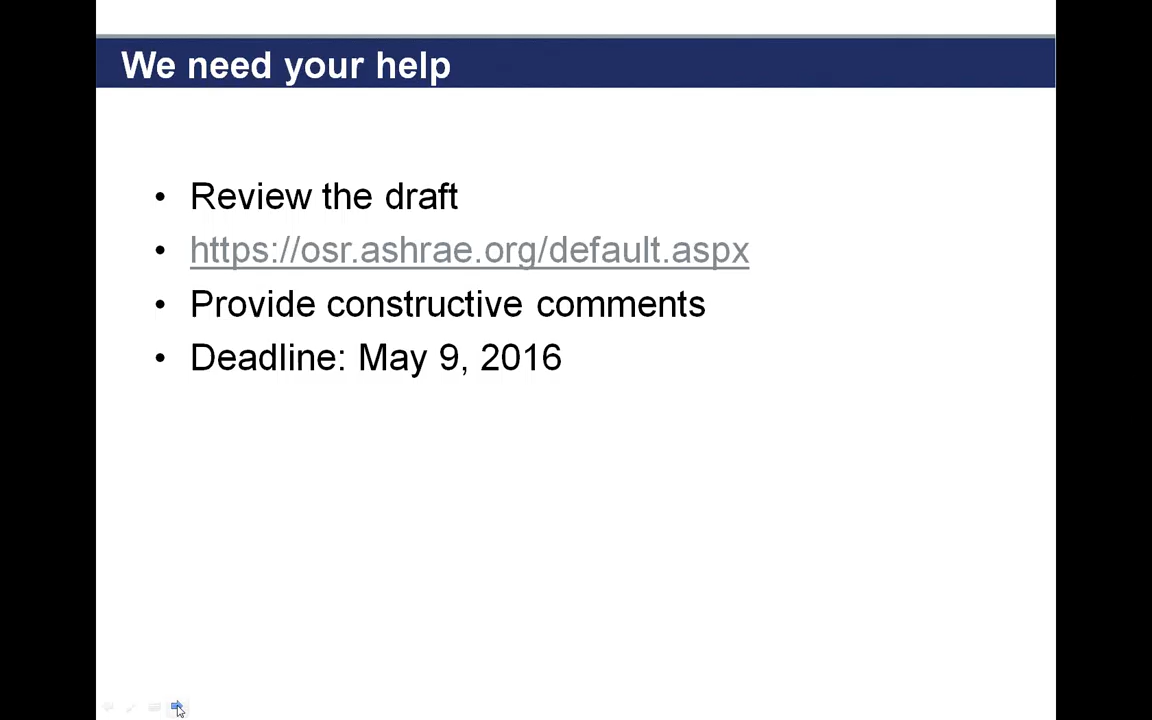 We need your help
• Review the draft
• https://osr.ashrae.org/default.aspx
• Provide constructive comments
• Deadline: May 9, 2016